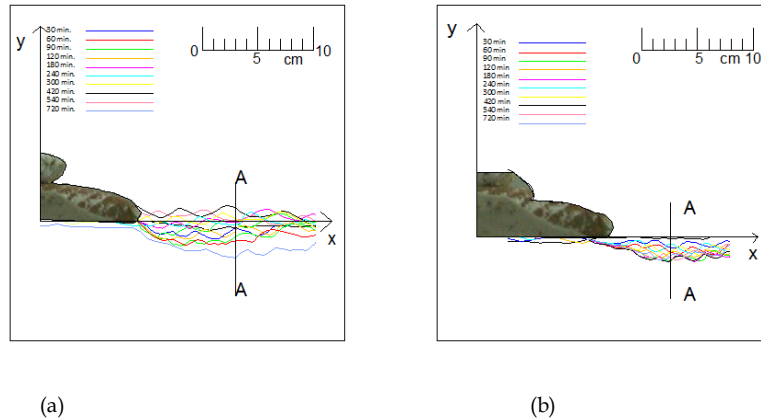 y
30 min.
60 min.
90 min.
120 min.
180 min.
240 min.
300 min.
420 min.
540 min.
720 min.
0 5 10
cm
A
x
A
(a)
y
30 min
60 min
90 min
120 min
180 min
240 min
300 min
420 min
540 min
720 min
0 5 10
cm
A
x
A
(b)